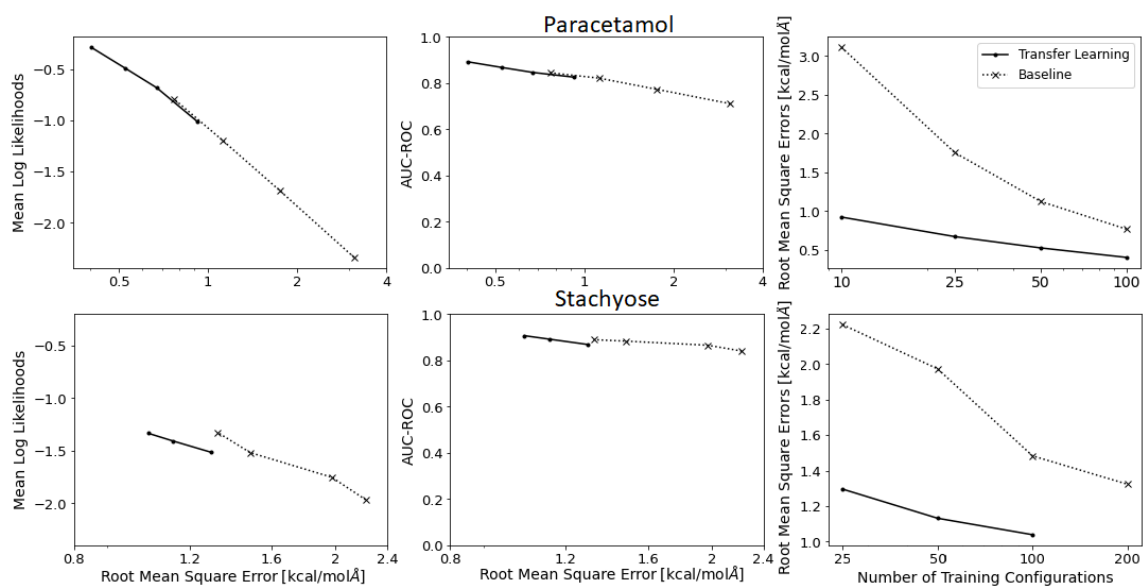 Paracetamol
Mean Log Likelihoods
−0.5
−1.0
−1.5
−2.0
0.5 1 2 4
AUC-ROC
1.0
0.8
0.6
0.4
0.2
0.0
0.5 1 2 4
Root Mean Square Errors [kcal/molÅ]
3.0
2.5
2.0
1.5
1.0
0.5
10 25 50 100
Transfer Learning
Baseline
Stachyose
Mean Log Likelihoods
−0.5
−1.0
−1.5
−2.0
0.8 1.2 1.6 2 2.4
Root Mean Square Error [kcal/molÅ]
AUC-ROC
1.0
0.8
0.6
0.4
0.2
0.0
0.8 1.2 1.6 2 2.4
Root Mean Square Error [kcal/molÅ]
Root Mean Square Errors [kcal/molÅ]
2.2
2.0
1.8
1.6
1.4
1.2
1.0
25 50 100 200
Number of Training Configurations